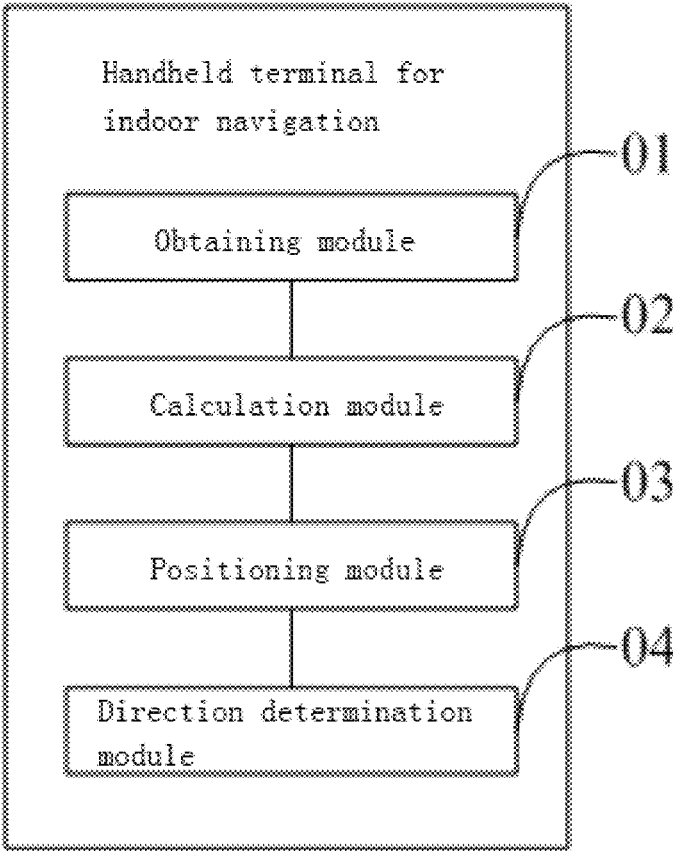 Handheld terminal for
indoor navigation
01
Obtaining module
02
Calculation module
03
Positioning module
04
Direction determination
module